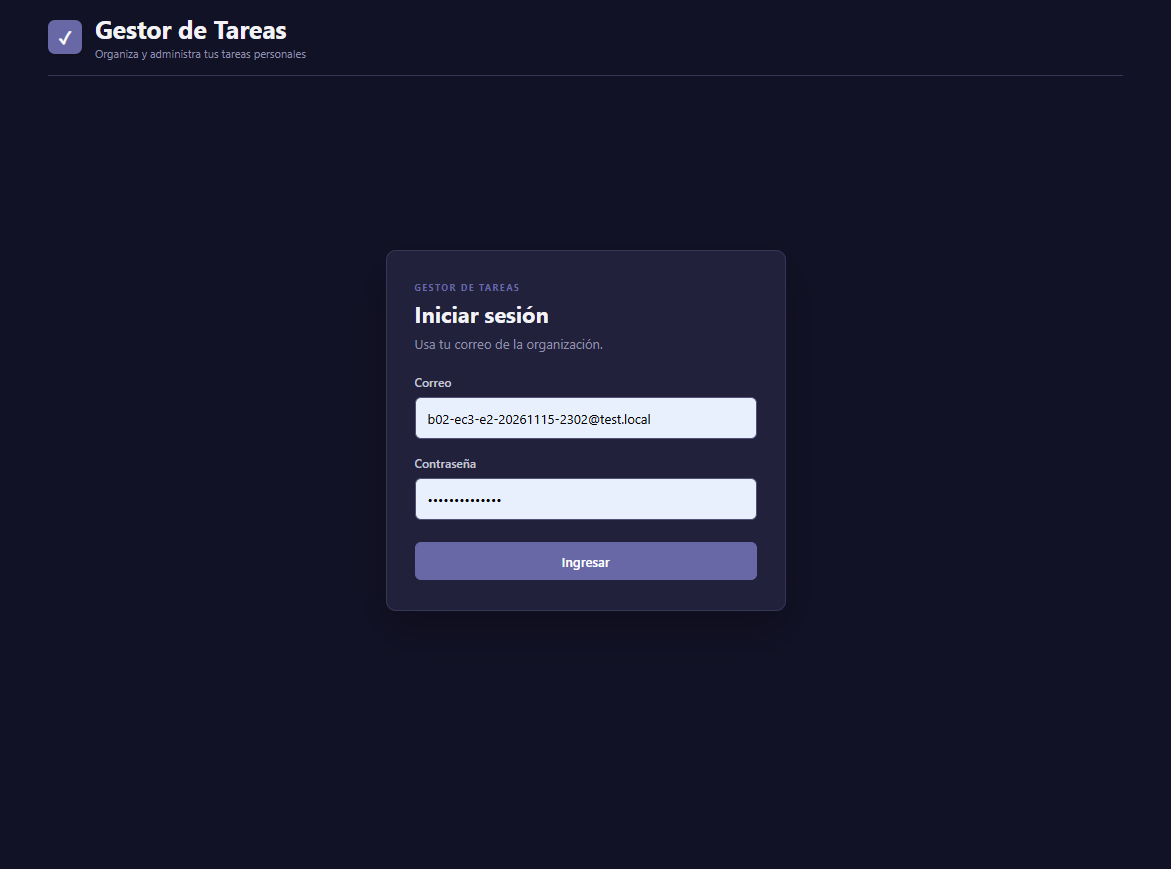 Gestor de Tareas
Organiza y administra tus tareas personales
GESTOR DE TAREAS
Iniciar sesión
Usa tu correo de la organización.
Correo
b02-ec3-e2-20261115-2302@test.local
Contraseña
••••••••••••••
Ingresar